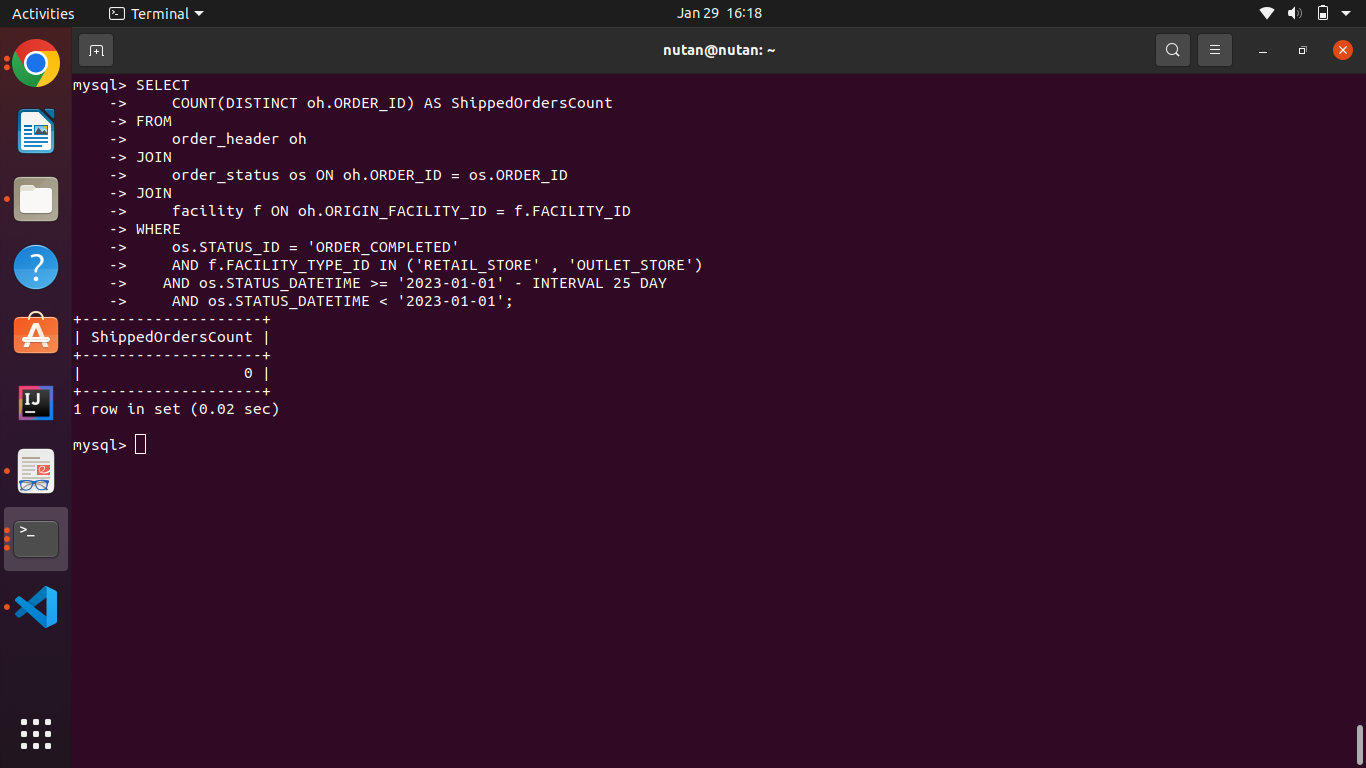 Activities
Terminal
Jan 29 16:18
nutan@nutan: ~
mysql> SELECT
    ->     COUNT(DISTINCT oh.ORDER_ID) AS ShippedOrdersCount
    -> FROM
    ->     order_header oh
    -> JOIN
    ->     order_status os ON oh.ORDER_ID = os.ORDER_ID
    -> JOIN
    ->     facility f ON oh.ORIGIN_FACILITY_ID = f.FACILITY_ID
    -> WHERE
    ->     os.STATUS_ID = 'ORDER_COMPLETED'
    ->     AND f.FACILITY_TYPE_ID IN ('RETAIL_STORE' , 'OUTLET_STORE')
    ->    AND os.STATUS_DATETIME >= '2023-01-01' - INTERVAL 25 DAY
    ->     AND os.STATUS_DATETIME < '2023-01-01';
+--------------------+
| ShippedOrdersCount |
+--------------------+
|                  0 |
+--------------------+
1 row in set (0.02 sec)
mysql>
?
A
IJ
>_